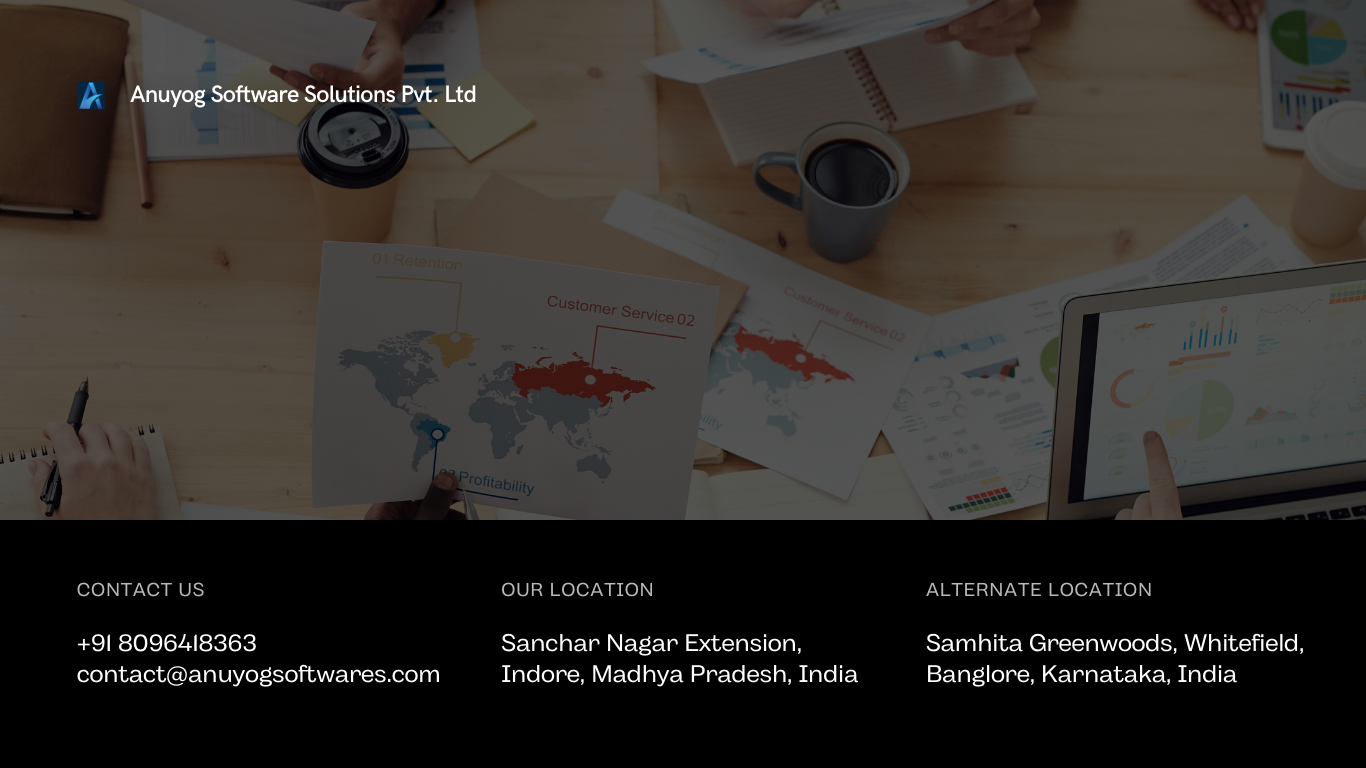 Anuyog Software Solutions Pvt. Ltd
01 Retention
Customer Service 02
Customer Service 02
03 Profitability
CONTACT US
+91 8096418363
contact@anuyogsoftwares.com
OUR LOCATION
Sanchar Nagar Extension,
Indore, Madhya Pradesh, India
ALTERNATE LOCATION
Samhita Greenwoods, Whitefield,
Banglore, Karnataka, India